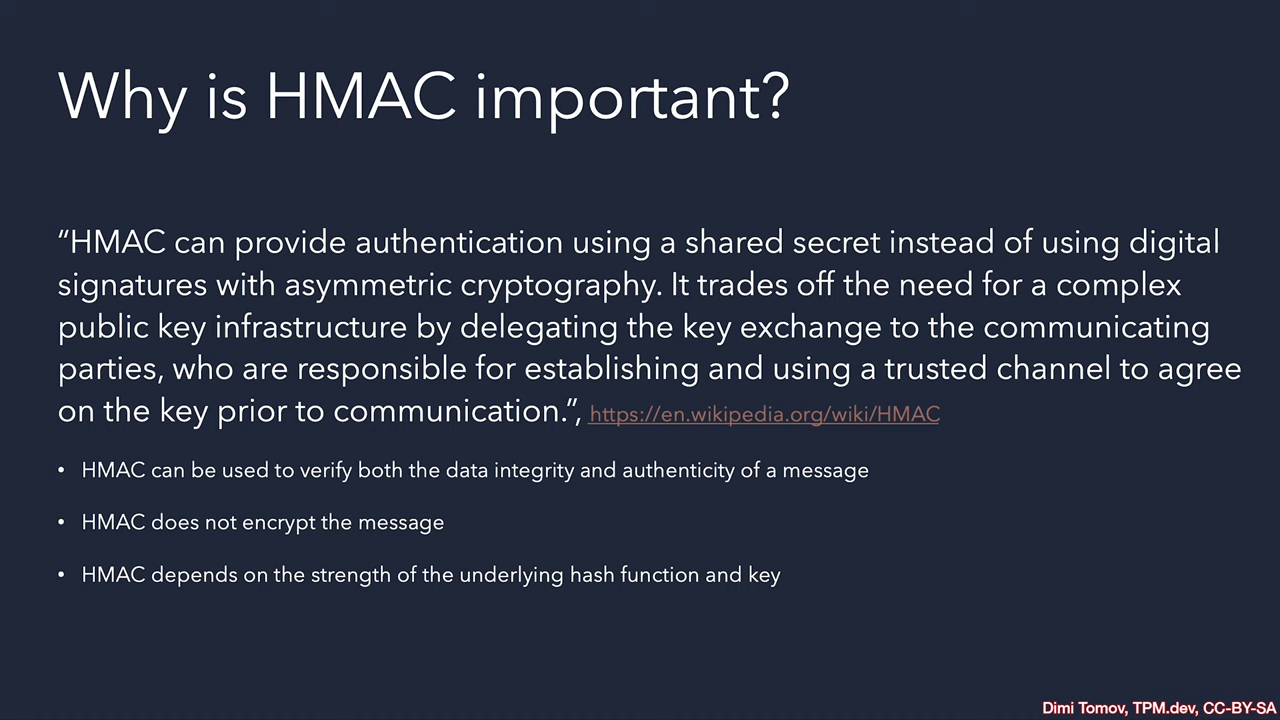 Why is HMAC important?
“HMAC can provide authentication using a shared secret instead of using digital
signatures with asymmetric cryptography. It trades off the need for a complex
public key infrastructure by delegating the key exchange to the communicating
parties, who are responsible for establishing and using a trusted channel to agree
on the key prior to communication.”, https://en.wikipedia.org/wiki/HMAC
• HMAC can be used to verify both the data integrity and authenticity of a message
• HMAC does not encrypt the message
• HMAC depends on the strength of the underlying hash function and key
Dimi Tomov, TPM.dev, CC-BY-SA